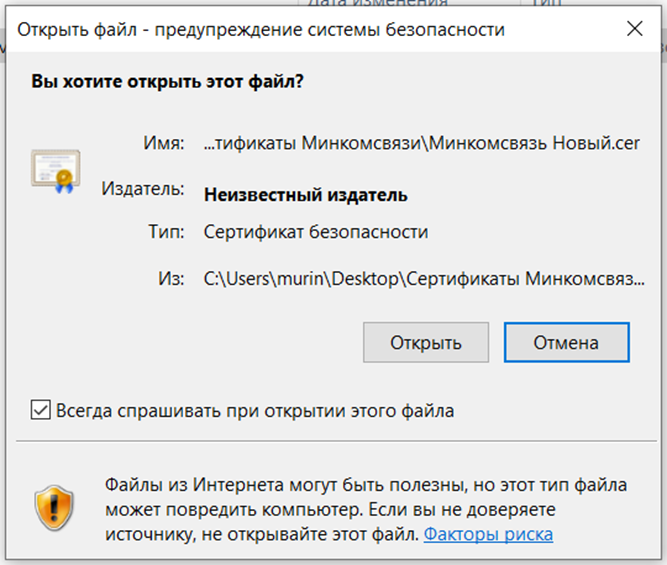 Дата изменения Тип
Открыть файл - предупреждение системы безопасности
Вы хотите открыть этот файл?
Имя: ...тификаты Минкомсвязи\Минкомсвязь Новый.cer
Издатель: Неизвестный издатель
Тип: Сертификат безопасности
Из: C:\Users\murin\Desktop\Сертификаты Минкомсвяз...
Открыть Отмена
Всегда спрашивать при открытии этого файла
Файлы из Интернета могут быть полезны, но этот тип файла
может повредить компьютер. Если вы не доверяете
источнику, не открывайте этот файл. Факторы риска